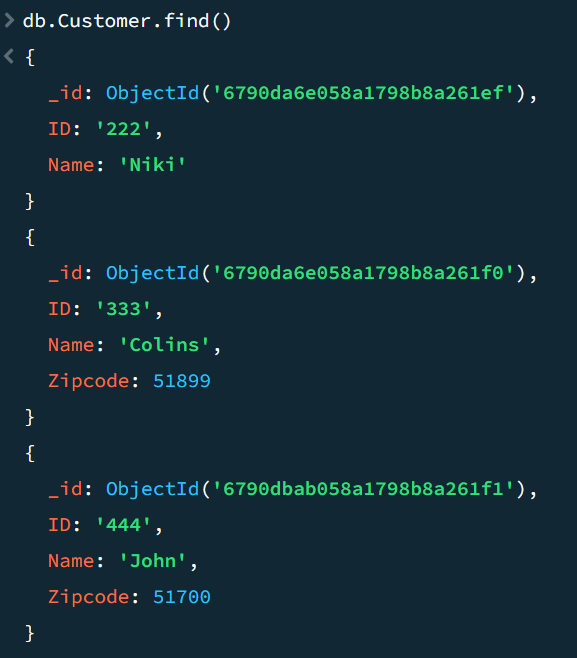 db.Customer.find()
{
_id: ObjectId('6790da6e058a1798b8a261ef'),
ID: '222',
Name: 'Niki'
}
{
_id: ObjectId('6790da6e058a1798b8a261f0'),
ID: '333',
Name: 'Colins',
Zipcode: 51899
}
{
_id: ObjectId('6790dbab058a1798b8a261f1'),
ID: '444',
Name: 'John',
Zipcode: 51700
}